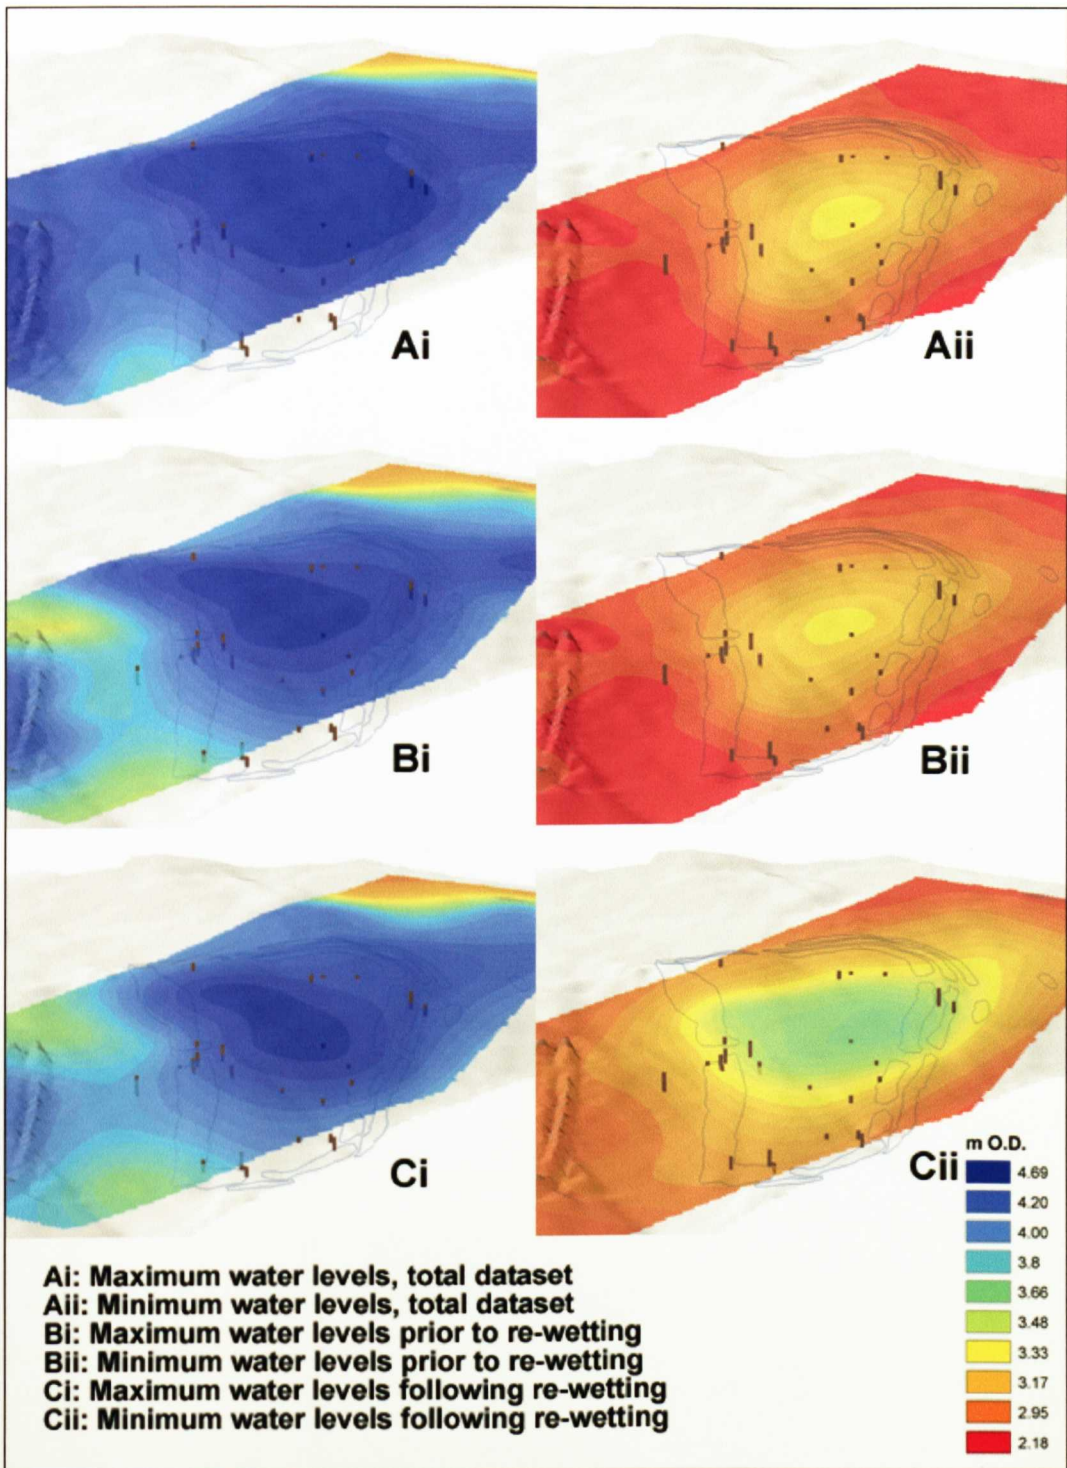 Ai
Aii
Bi
Bii
Ci
Cii
m O.D.
4.69
4.20
4.00
3.8
3.66
3.48
3.33
3.17
2.95
2.18
Ai: Maximum water levels, total dataset
Aii: Minimum water levels, total dataset
Bi: Maximum water levels prior to re-wetting
Bii: Minimum water levels prior to re-wetting
Ci: Maximum water levels following re-wetting
Cii: Minimum water levels following re-wetting